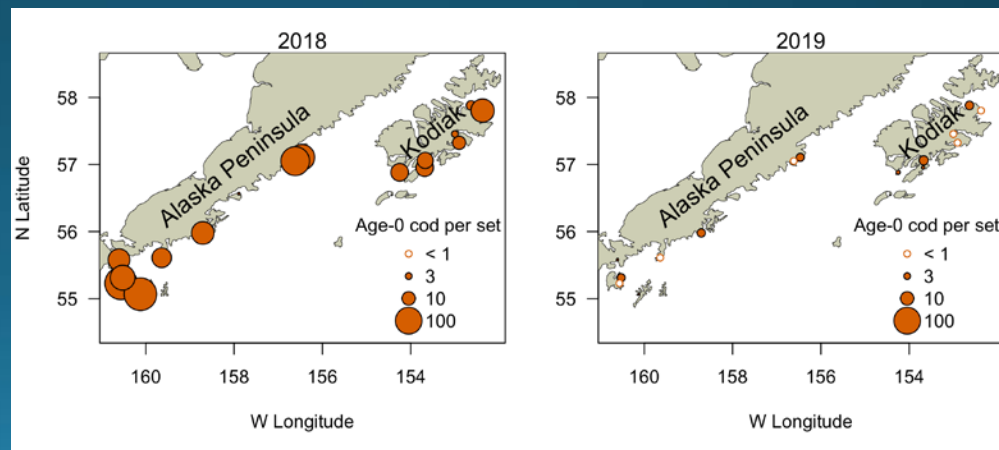 2018
58
57
56
55
N Latitude
Alaska Peninsula
Kodiak
Age-0 cod per set
< 1
3
10
100
160
158
156
154
W Longitude
2019
58
57
56
55
Alaska Peninsula
Kodiak
Age-0 cod per set
< 1
3
10
100
160
158
156
154
W Longitude